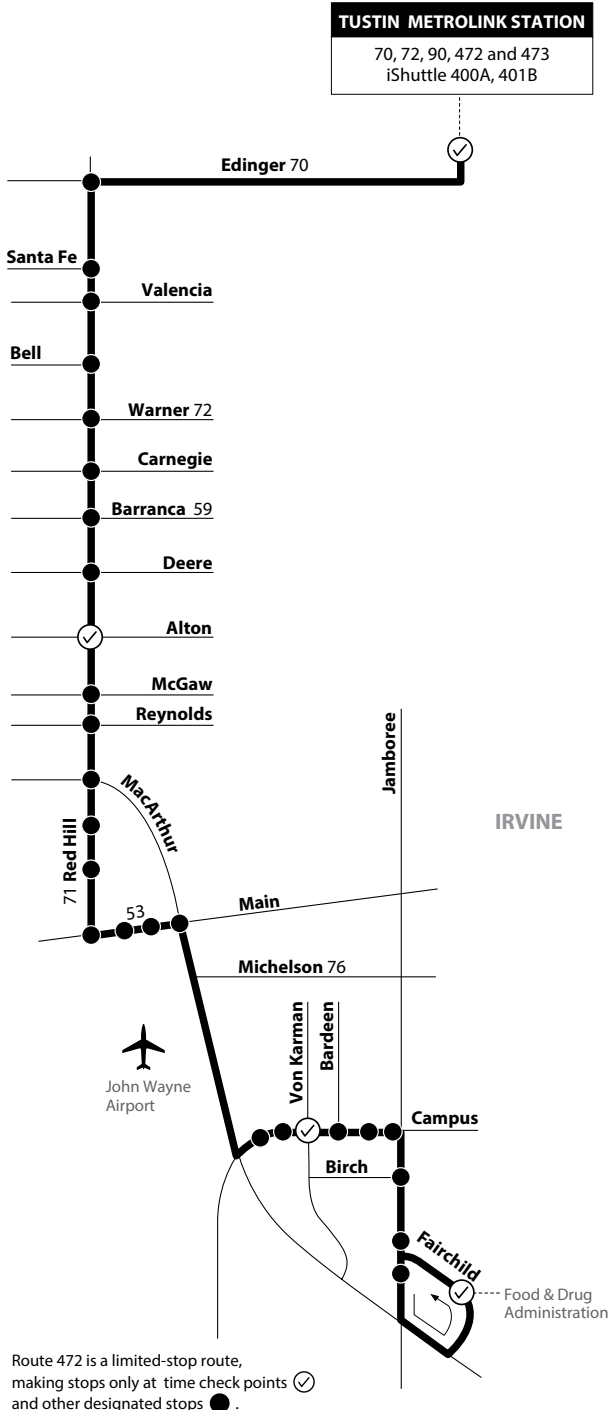 TUSTIN METROLINK STATION
70, 72, 90, 472 and 473
iShuttle 400A, 401B
Edinger 70
Santa Fe
Valencia
Bell
Warner 72
Carnegie
Barranca 59
Deere
Alton
McGaw
Reynolds
MacArthur
Jamboree
IRVINE
71 Red Hill
53
Main
Michelson 76
Von Karman
Bardeen
John Wayne
Airport
Campus
Birch
Fairchild
Food & Drug
Administration
Route 472 is a limited-stop route,
making stops only at time check points
and other designated stops .